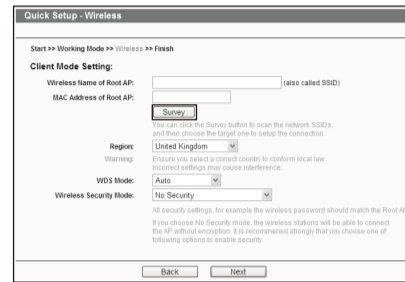 Quick Setup - Wireless
Start >> Working Mode >> Wireless >> Finish
Client Mode Setting:
Wireless Name of Root AP: (also called SSID)
MAC Address of Root AP:
Survey
You can click the Survey button to scan the network SSIDs,
and then choose the target one to setup the connection.
Region: United Kingdom
Warning: Ensure you select a correct country to conform local law.
Incorrect settings may cause interference.
WDS Mode: Auto
Wireless Security Mode: No Security
All security settings, for example the wireless password should match the Root AP
If you choose No Security mode, the wireless stations will be able to connect
the AP without encryption. It is recommened strongly that you choose one of
following options to enable security.
Back Next